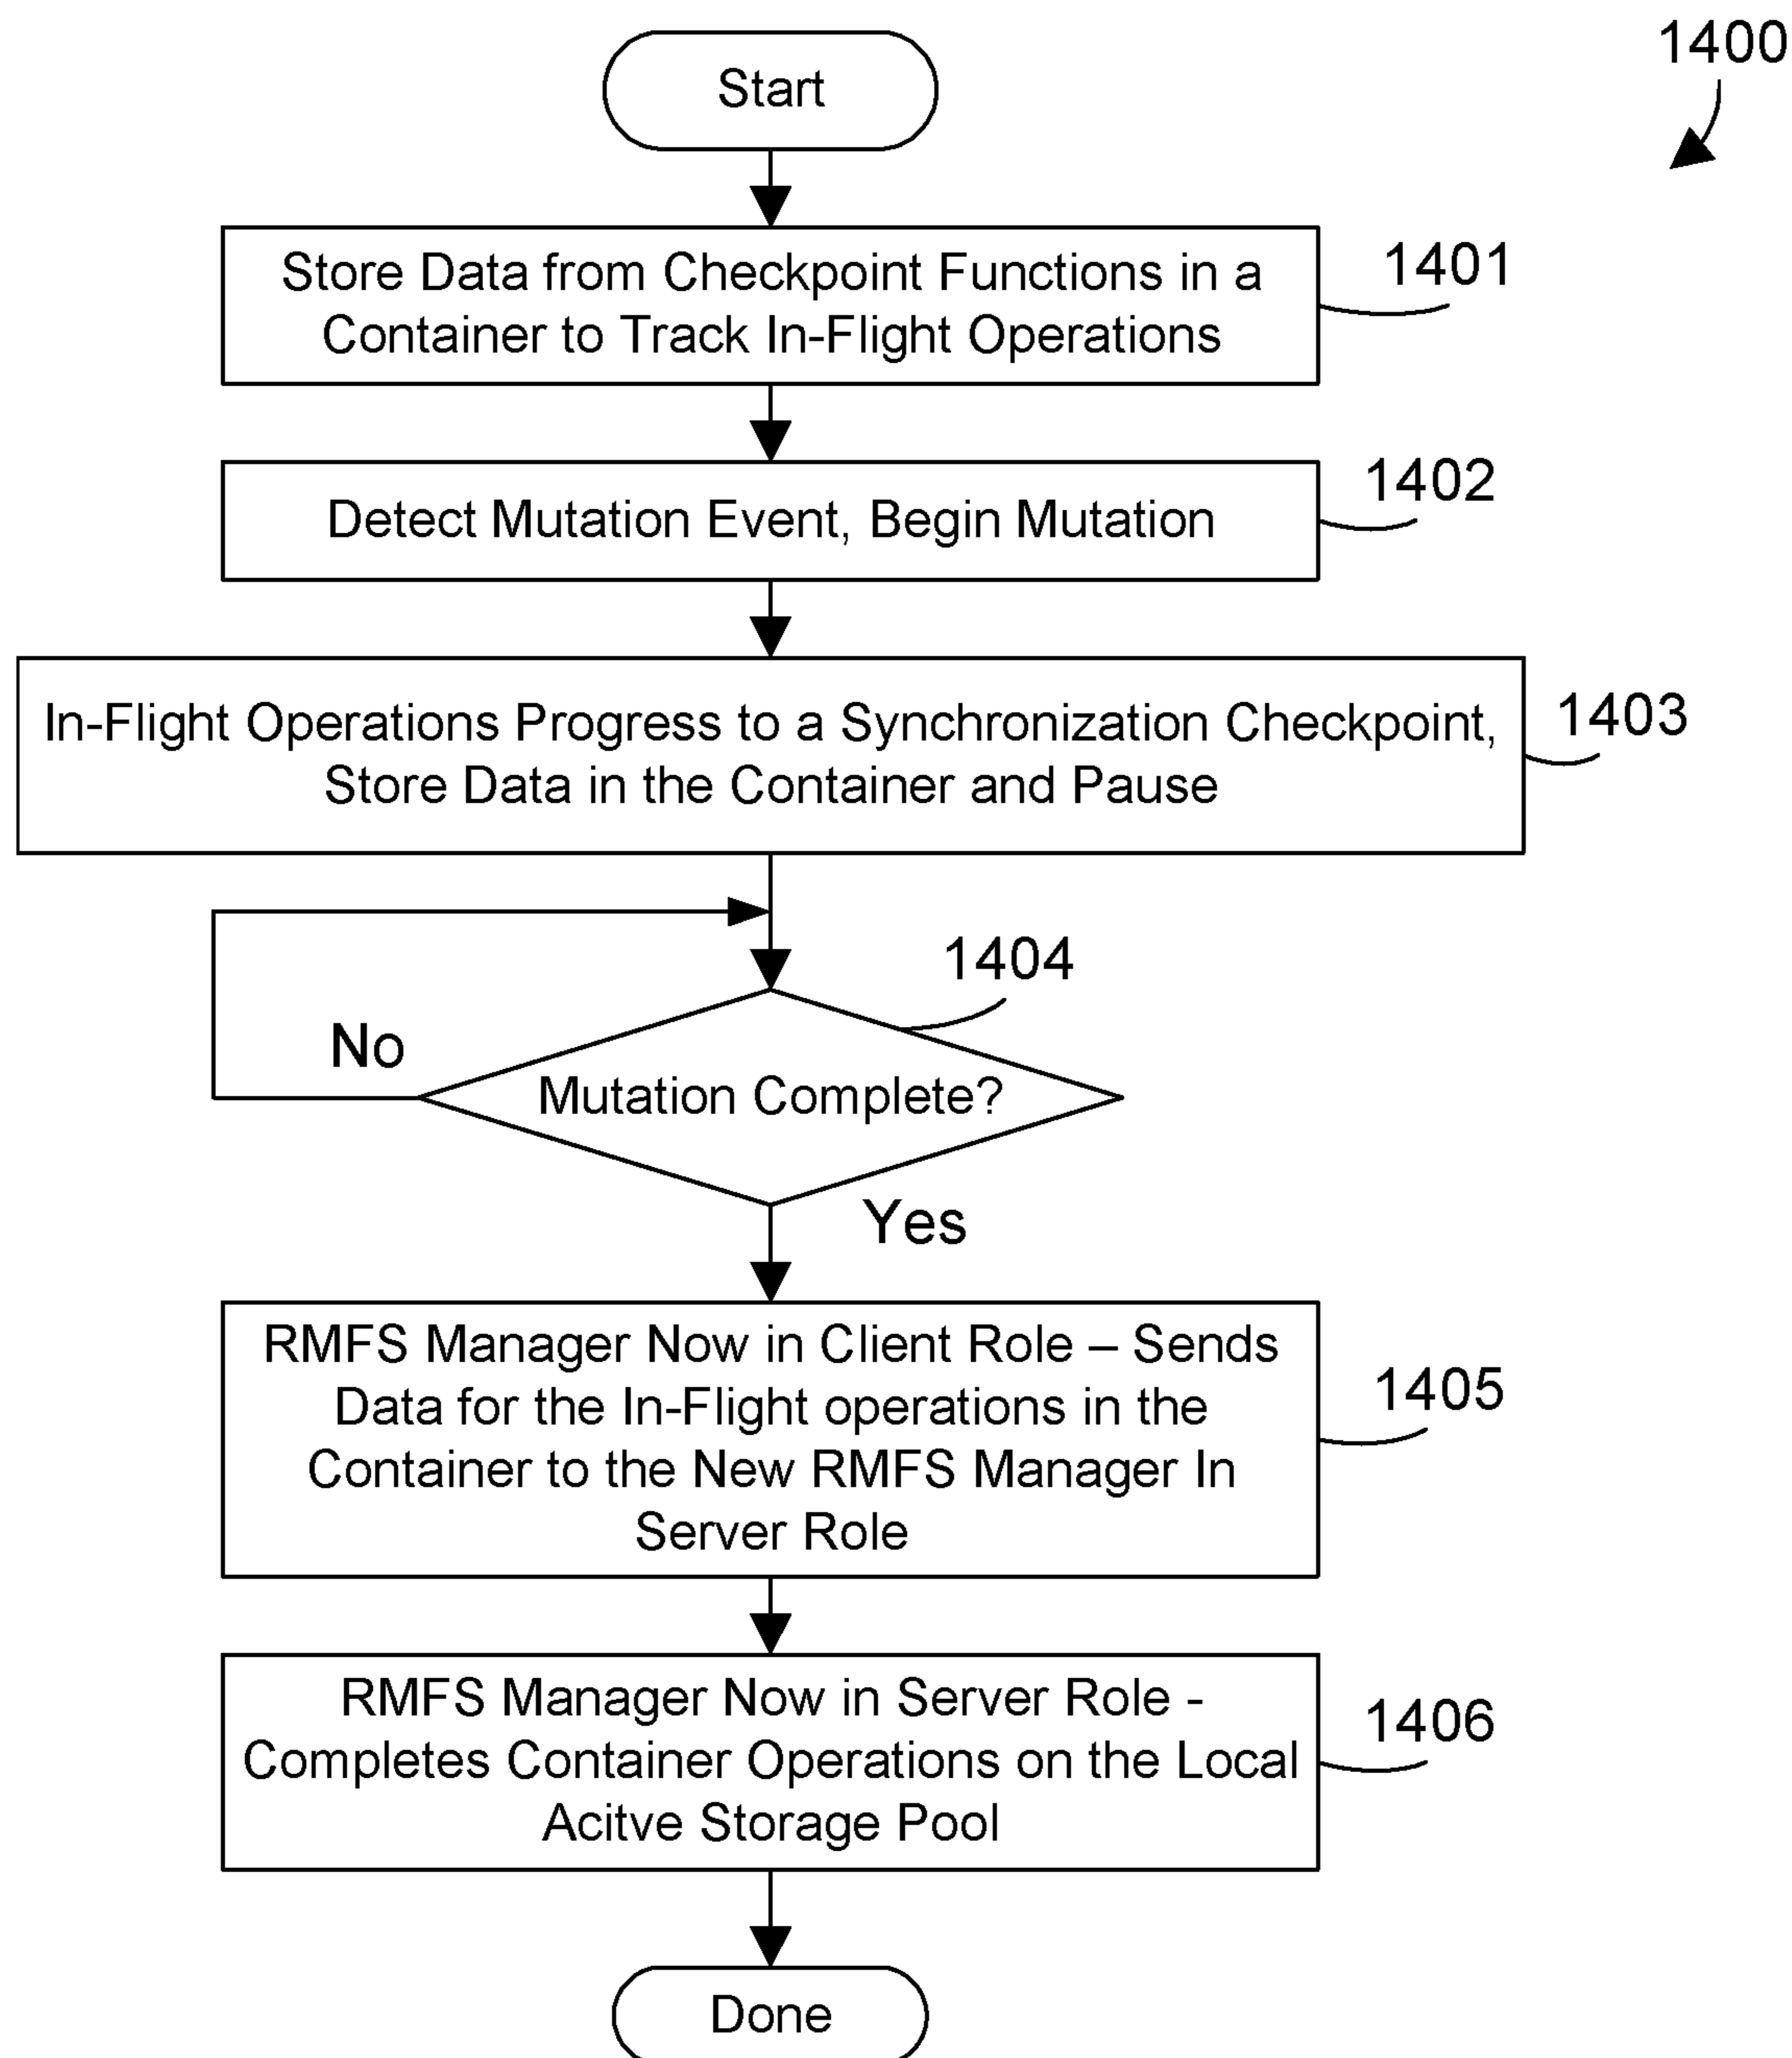 1400
Start
Store Data from Checkpoint Functions in a
Container to Track In-Flight Operations
1401
Detect Mutation Event, Begin Mutation
1402
In-Flight Operations Progress to a Synchronization Checkpoint,
Store Data in the Container and Pause
1403
1404
No
Mutation Complete?
Yes
RMFS Manager Now in Client Role – Sends
Data for the In-Flight operations in the
Container to the New RMFS Manager In
Server Role
1405
RMFS Manager Now in Server Role -
Completes Container Operations on the Local
Acitve Storage Pool
1406
Done